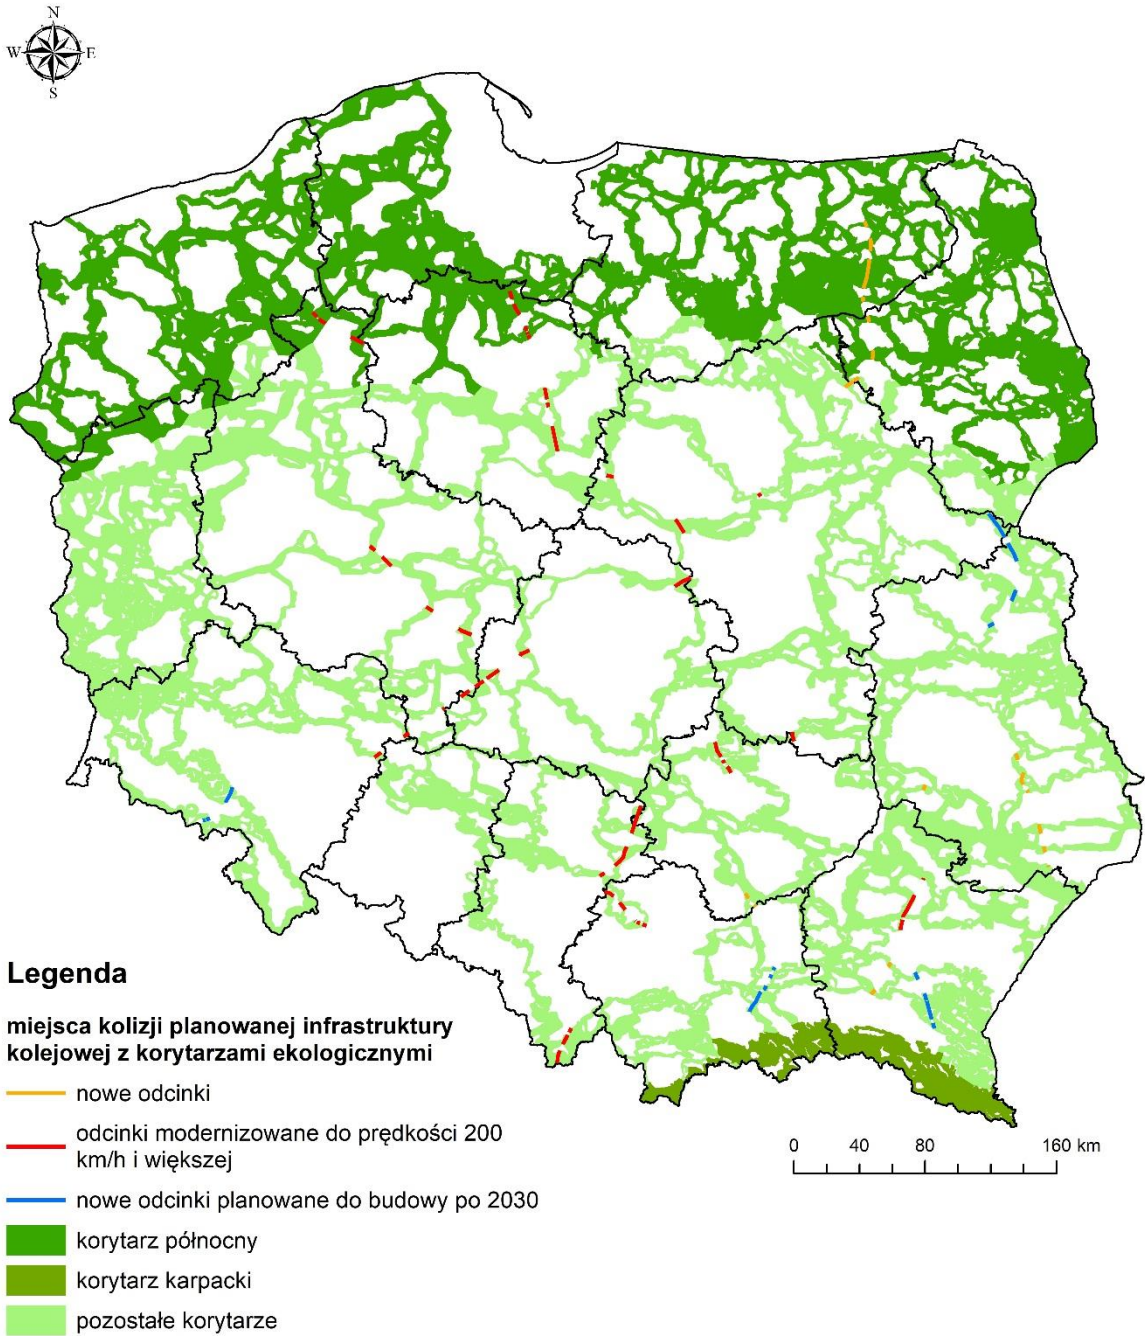 N
W E
S
Legenda
miejsca kolizji planowanej infrastruktury
kolejowej z korytarzami ekologicznymi
nowe odcinki
odcinki modernizowane do prędkości 200
km/h i większej
nowe odcinki planowane do budowy po 2030
korytarz północny
korytarz karpacki
pozostałe korytarze
0 40 80 160 km